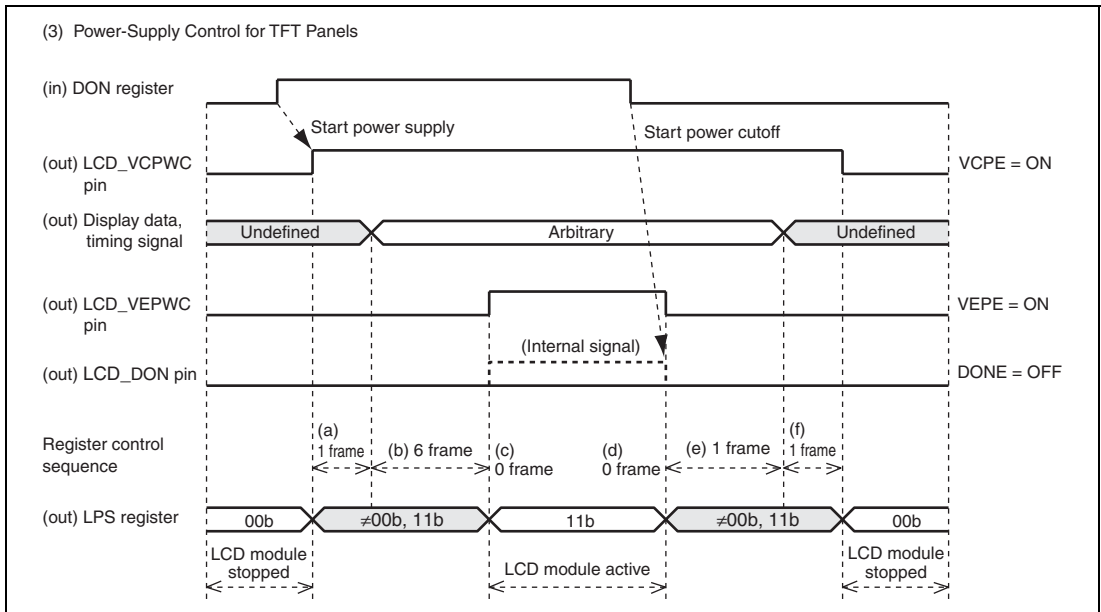 (3) Power-Supply Control for TFT Panels
(in) DON register
Start power supply
Start power cutoff
(out) LCD_VCPWC
pin
VCPE = ON
(out) Display data,
timing signal
Undefined
Arbitrary
Undefined
(out) LCD_VEPWC
pin
VEPE = ON
(Internal signal)
(out) LCD_DON pin
DONE = OFF
Register control
sequence
(a)
1 frame
(b) 6 frame
(c)
0 frame
(d)
0 frame
(e) 1 frame
(f)
1 frame
(out) LPS register
00b
≠00b, 11b
11b
≠00b, 11b
00b
LCD module
stopped
LCD module active
LCD module
stopped